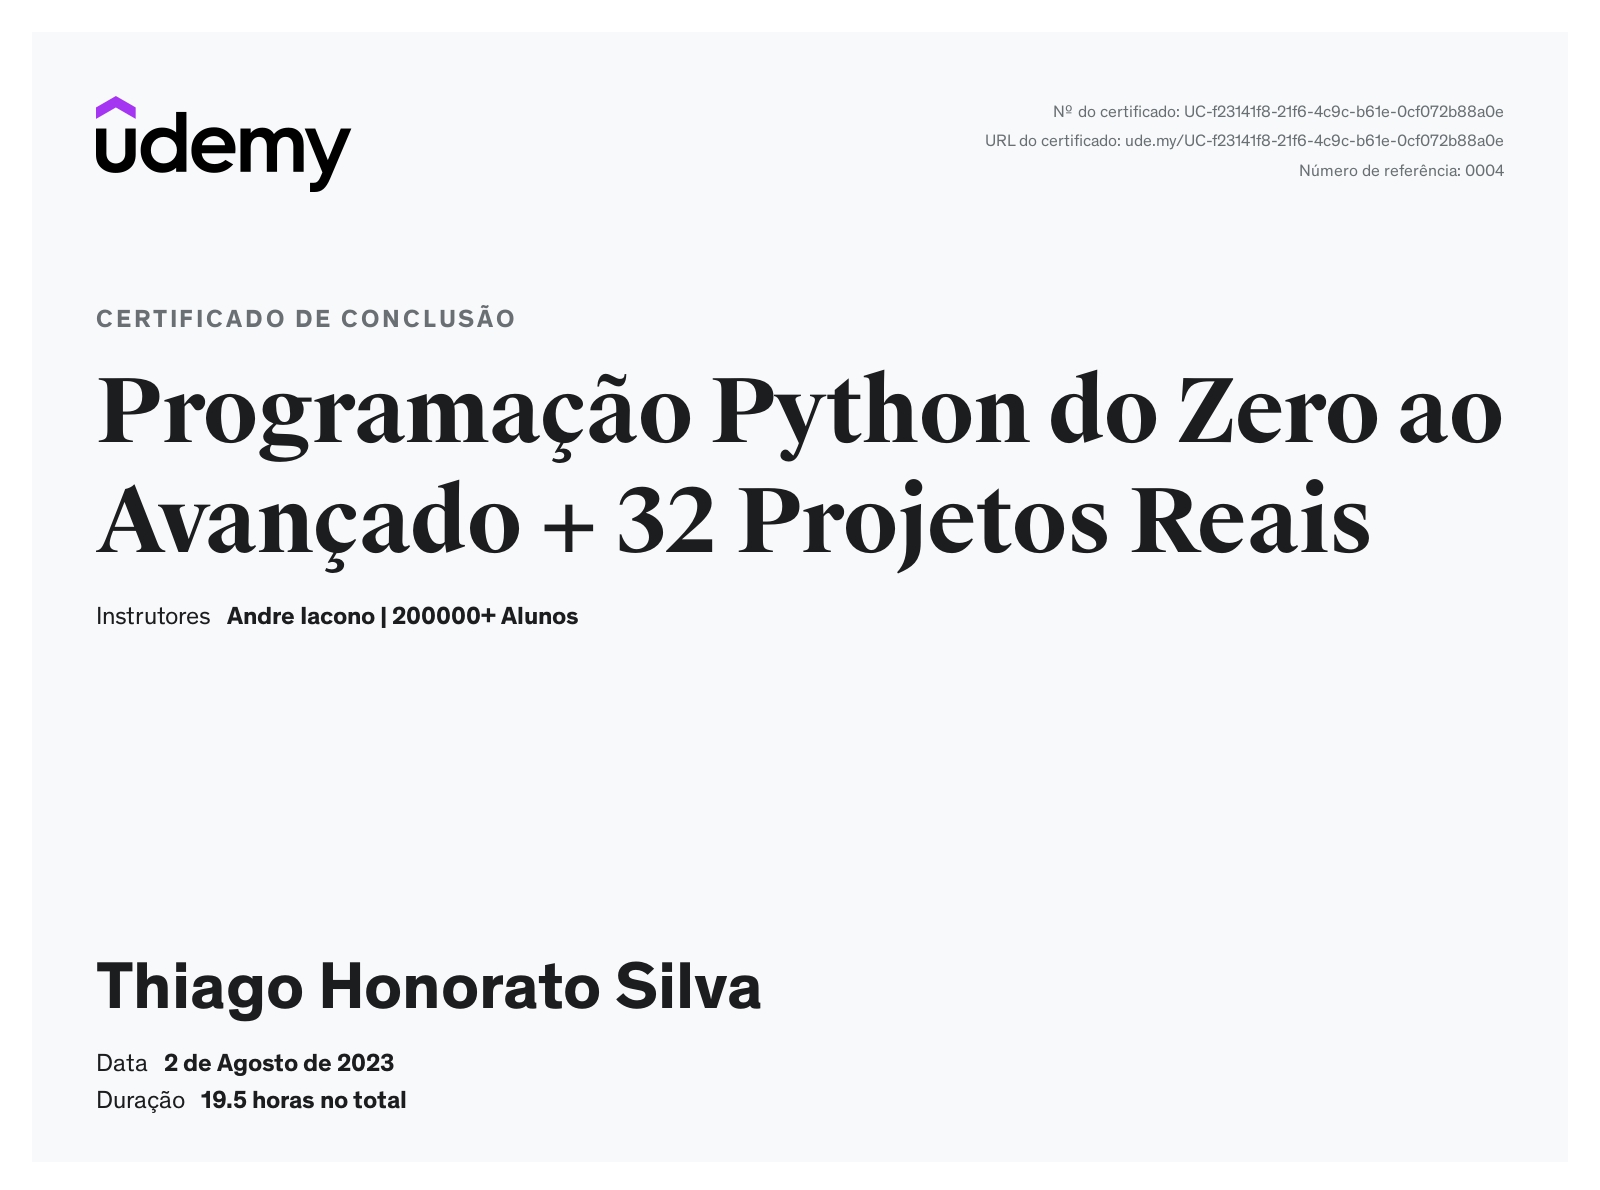 udemy
Nº do certificado: UC-f23141f8-21f6-4c9c-b61e-0cf072b88a0e
URL do certificado: ude.my/UC-f23141f8-21f6-4c9c-b61e-0cf072b88a0e
Número de referência: 0004
CERTIFICADO DE CONCLUSÃO
Programação Python do Zero ao
Avançado + 32 Projetos Reais
Instrutores Andre Iacono | 200000+ Alunos
Thiago Honorato Silva
Data 2 de Agosto de 2023
Duração 19.5 horas no total